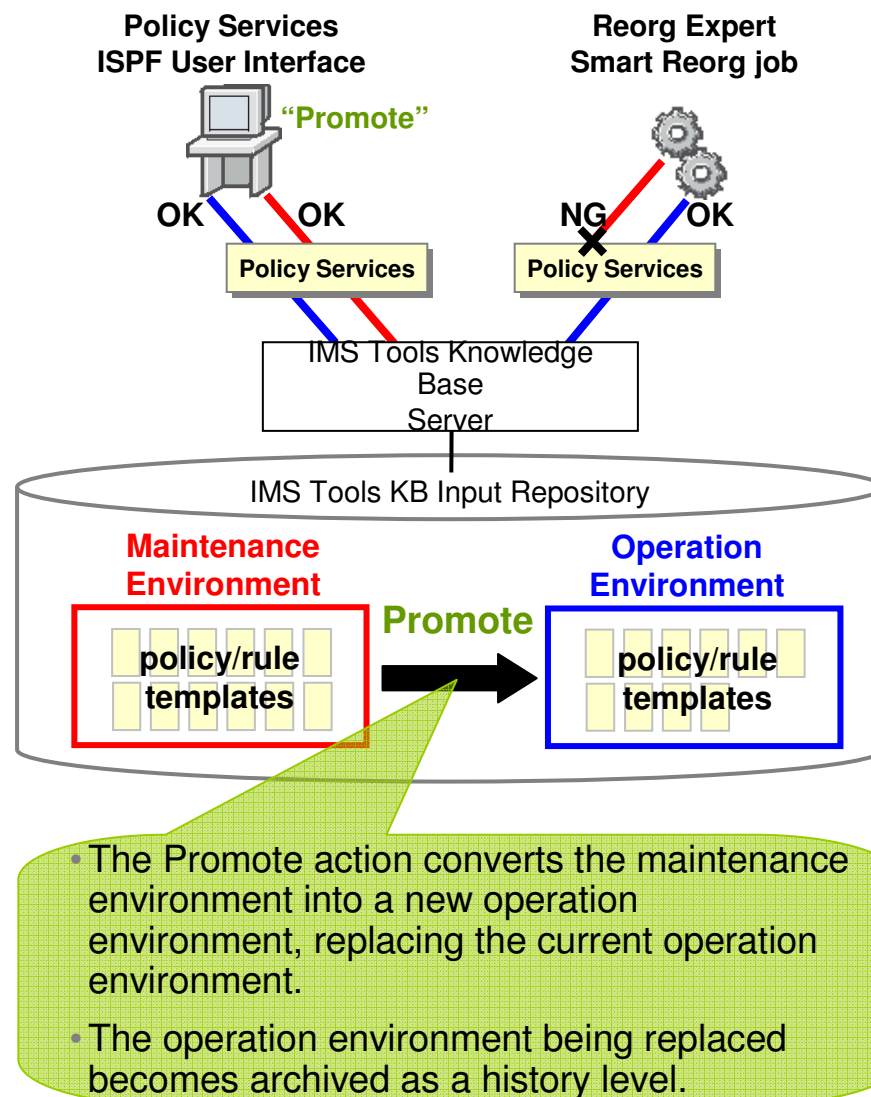 Policy Services
ISPF User Interface
Reorg Expert
Smart Reorg job
“Promote”
OK
OK
NG
OK
Policy Services
Policy Services
IMS Tools Knowledge
Base
Server
IMS Tools KB Input Repository
Maintenance
Environment
Operation
Environment
Promote
policy/rule
templates
policy/rule
templates
• The Promote action converts the maintenance
environment into a new operation
environment, replacing the current operation
environment.
• The operation environment being replaced
becomes archived as a history level.